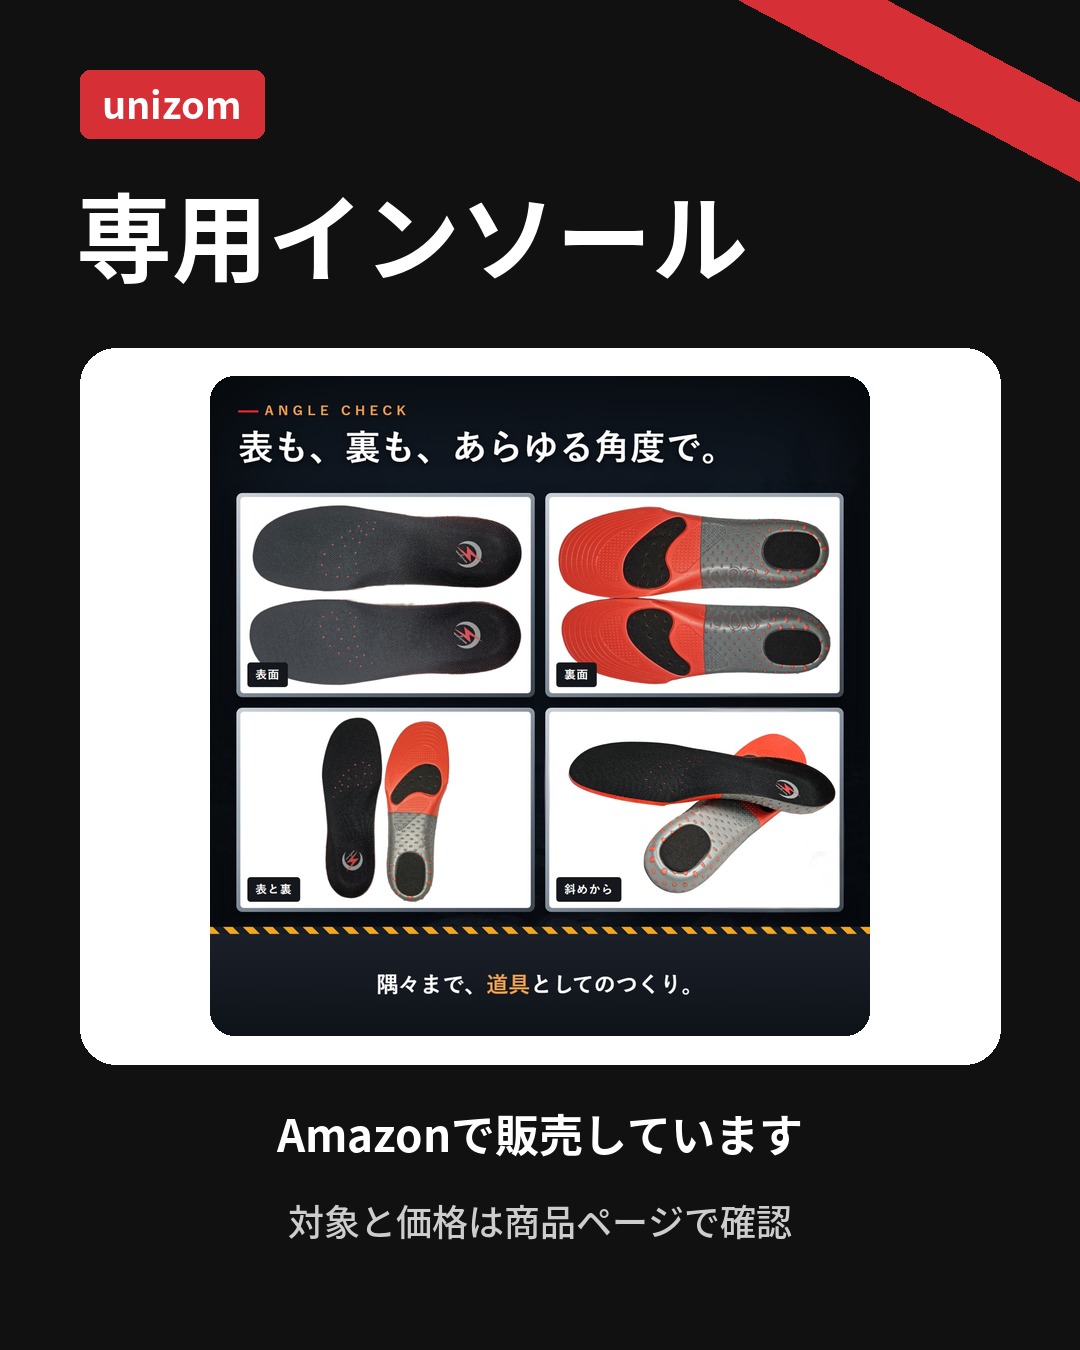 unizom
専用インソール
ANGLE CHECK
表も、裏も、あらゆる角度で。
表面
裏面
表と裏
斜めから
隅々まで、道具としてのつくり。
Amazonで販売しています
対象と価格は商品ページで確認